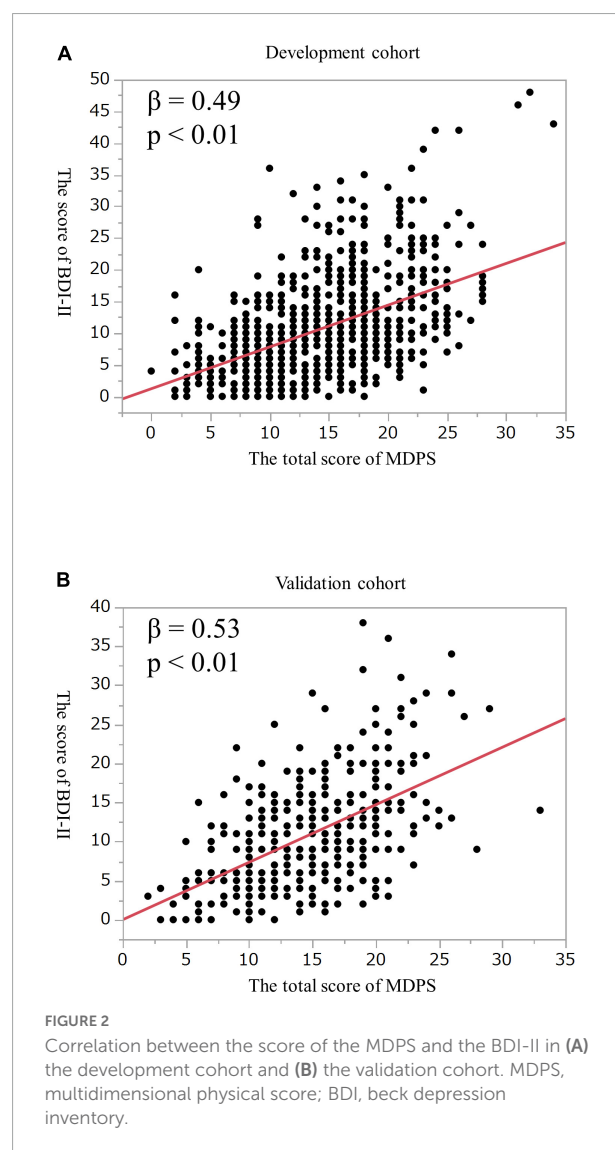 A
Development cohort
β = 0.49
p < 0.01
The score of BDI-II
50
45
40
35
30
25
20
15
10
5
0
0 5 10 15 20 25 30 35
The total score of MDPS
B
Validation cohort
β = 0.53
p < 0.01
The score of BDI-II
40
35
30
25
20
15
10
5
0
0 5 10 15 20 25 30 35
The total score of MDPS
FIGURE 2
Correlation between the score of the MDPS and the BDI-II in (A)
the development cohort and (B) the validation cohort. MDPS,
multidimensional physical score; BDI, beck depression
inventory.